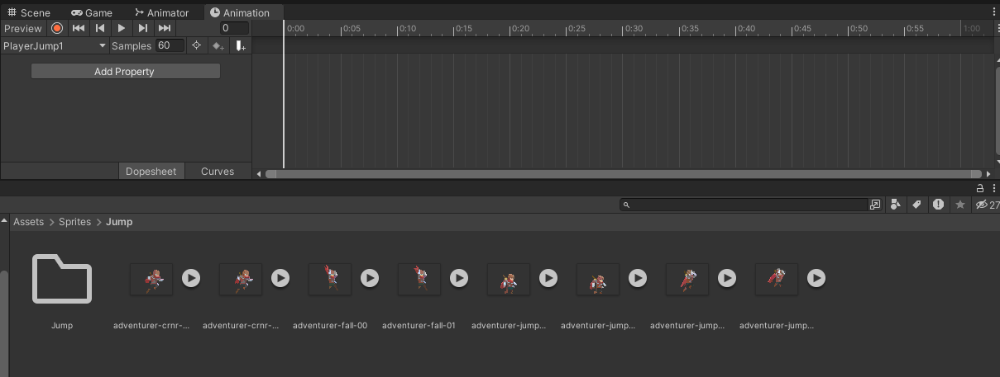 Scene Game Animator Animation
Preview 0 0:00 0:05 0:10 0:15 0:20 0:25 0:30 0:35 0:40 0:45 0:50 0:55 1:00
PlayerJump1 Samples 60
Add Property
Dopesheet Curves
27
Assets > Sprites > Jump
Jump adventurer-crnr-... adventurer-crnr-... adventurer-fall-00 adventurer-fall-01 adventurer-jump... adventurer-jump... adventurer-jump... adventurer-jump...